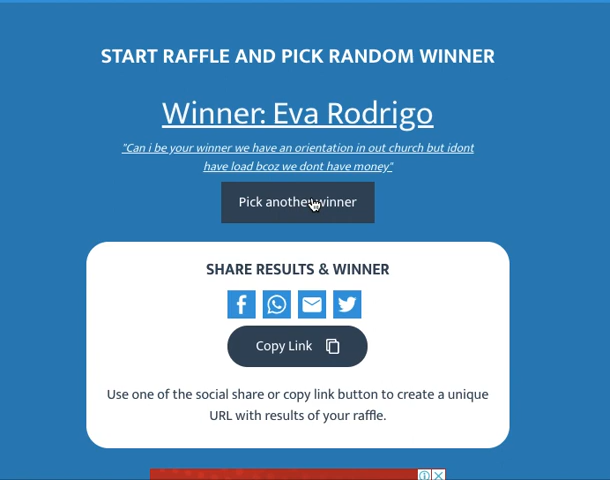 START RAFFLE AND PICK RANDOM WINNER
Winner: Eva Rodrigo
"Can i be your winner we have an orientation in out church but idont
have load bcoz we dont have money"
Pick another winner
SHARE RESULTS & WINNER
Copy Link
Use one of the social share or copy link button to create a unique
URL with results of your raffle.